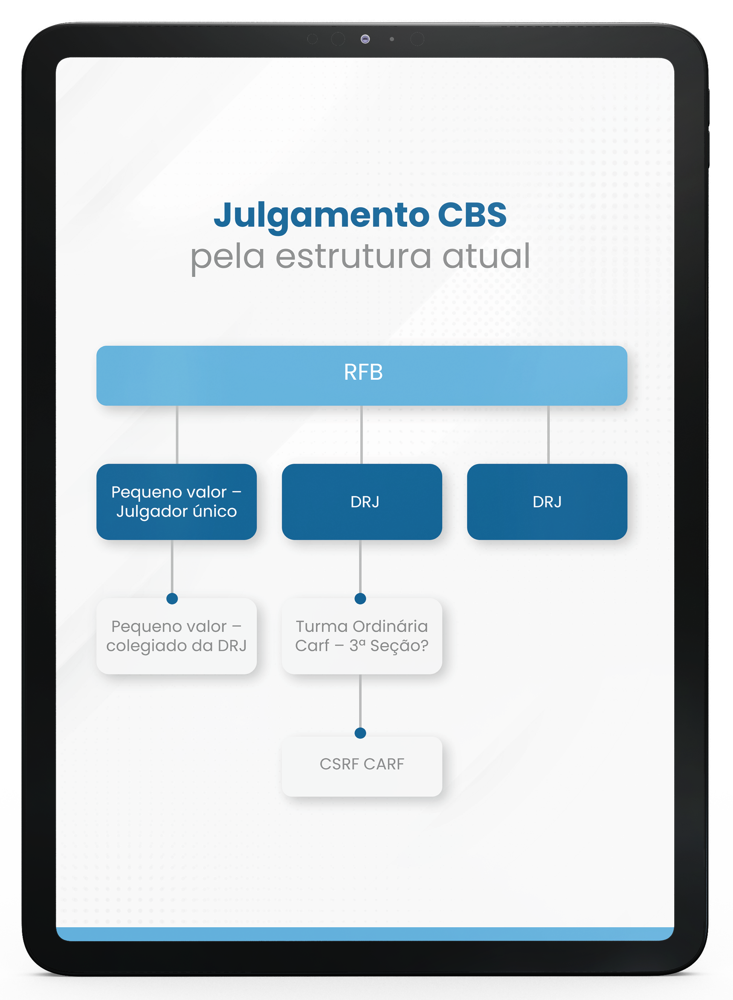 Julgamento CBS
pela estrutura atual
RFB
Pequeno valor –
Julgador único
DRJ
DRJ
Pequeno valor –
colegiado da DRJ
Turma Ordinária
Carf – 3ª Seção?
CSRF CARF